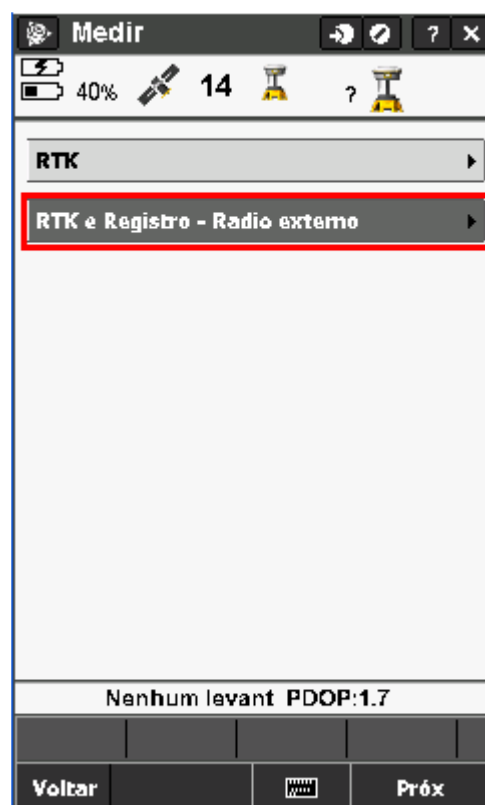 Medir
? ×
40% 14 ?
RTK
RTK e Registro - Radio externo
Nenhum levant PDOP:1.7
Voltar Próx